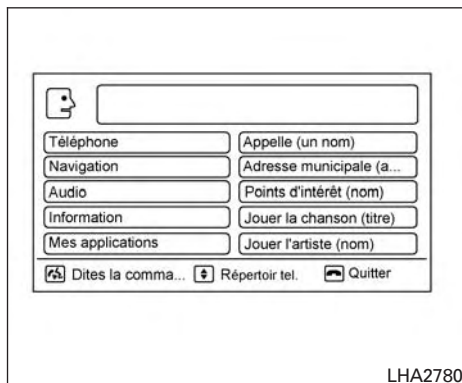 Téléphone Appelle (un nom)
Navigation Adresse municipale (a...
Audio Points d'intérêt (nom)
Information Jouer la chanson (titre)
Mes applications Jouer l'artiste (nom)
Dites la comma... Répertoir tel. Quitter
LHA2780